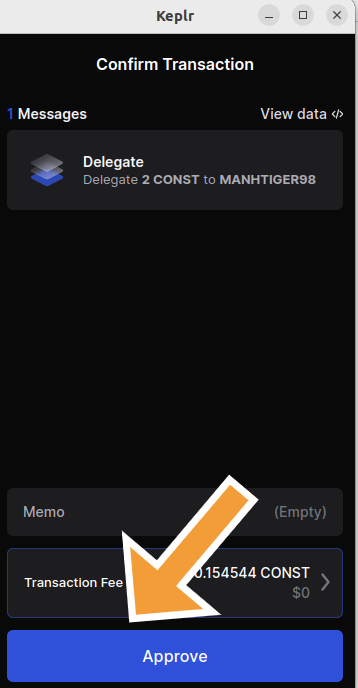 Keplr
Confirm Transaction
1 Messages
View data </>
Delegate
Delegate 2 CONST to MANHTIGER98
Memo
(Empty)
Transaction Fee
0.154544 CONST
$0
Approve